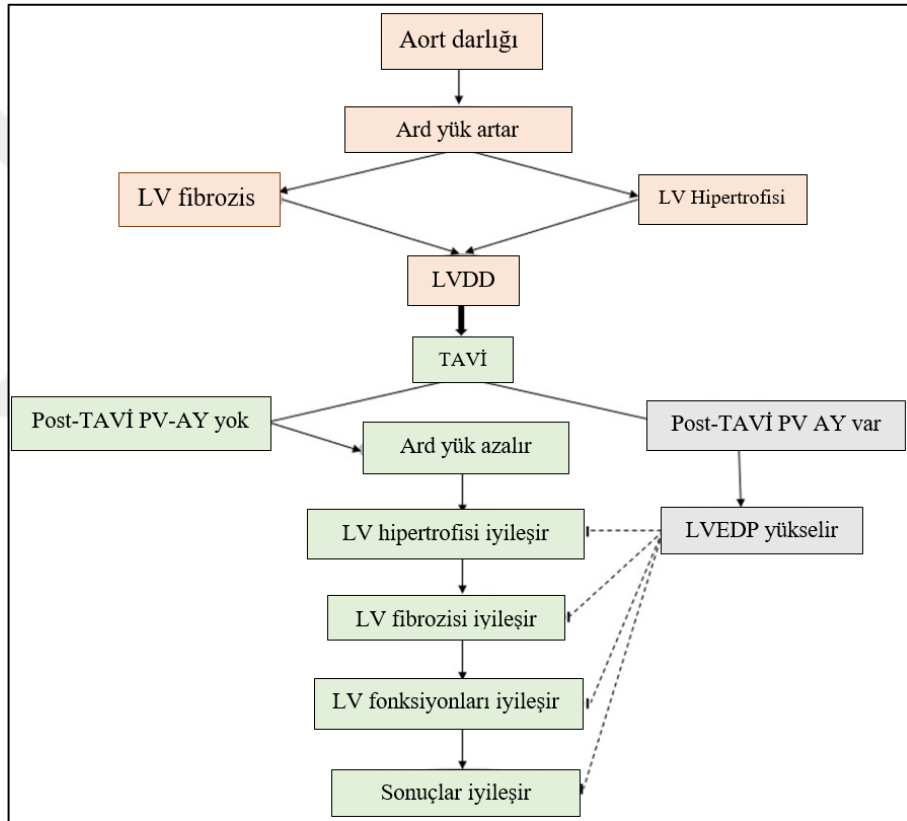 Aort darlığı
Ard yük artar
LV fibrozis
LV Hipertrofisi
LVDD
TAVİ
Post-TAVİ PV-AY yok
Post-TAVİ PV AY var
Ard yük azalır
LV hipertrofisi iyileşir
LVEDP yükselir
LV fibrozisi iyileşir
LV fonksiyonları iyileşir
Sonuçlar iyileşir